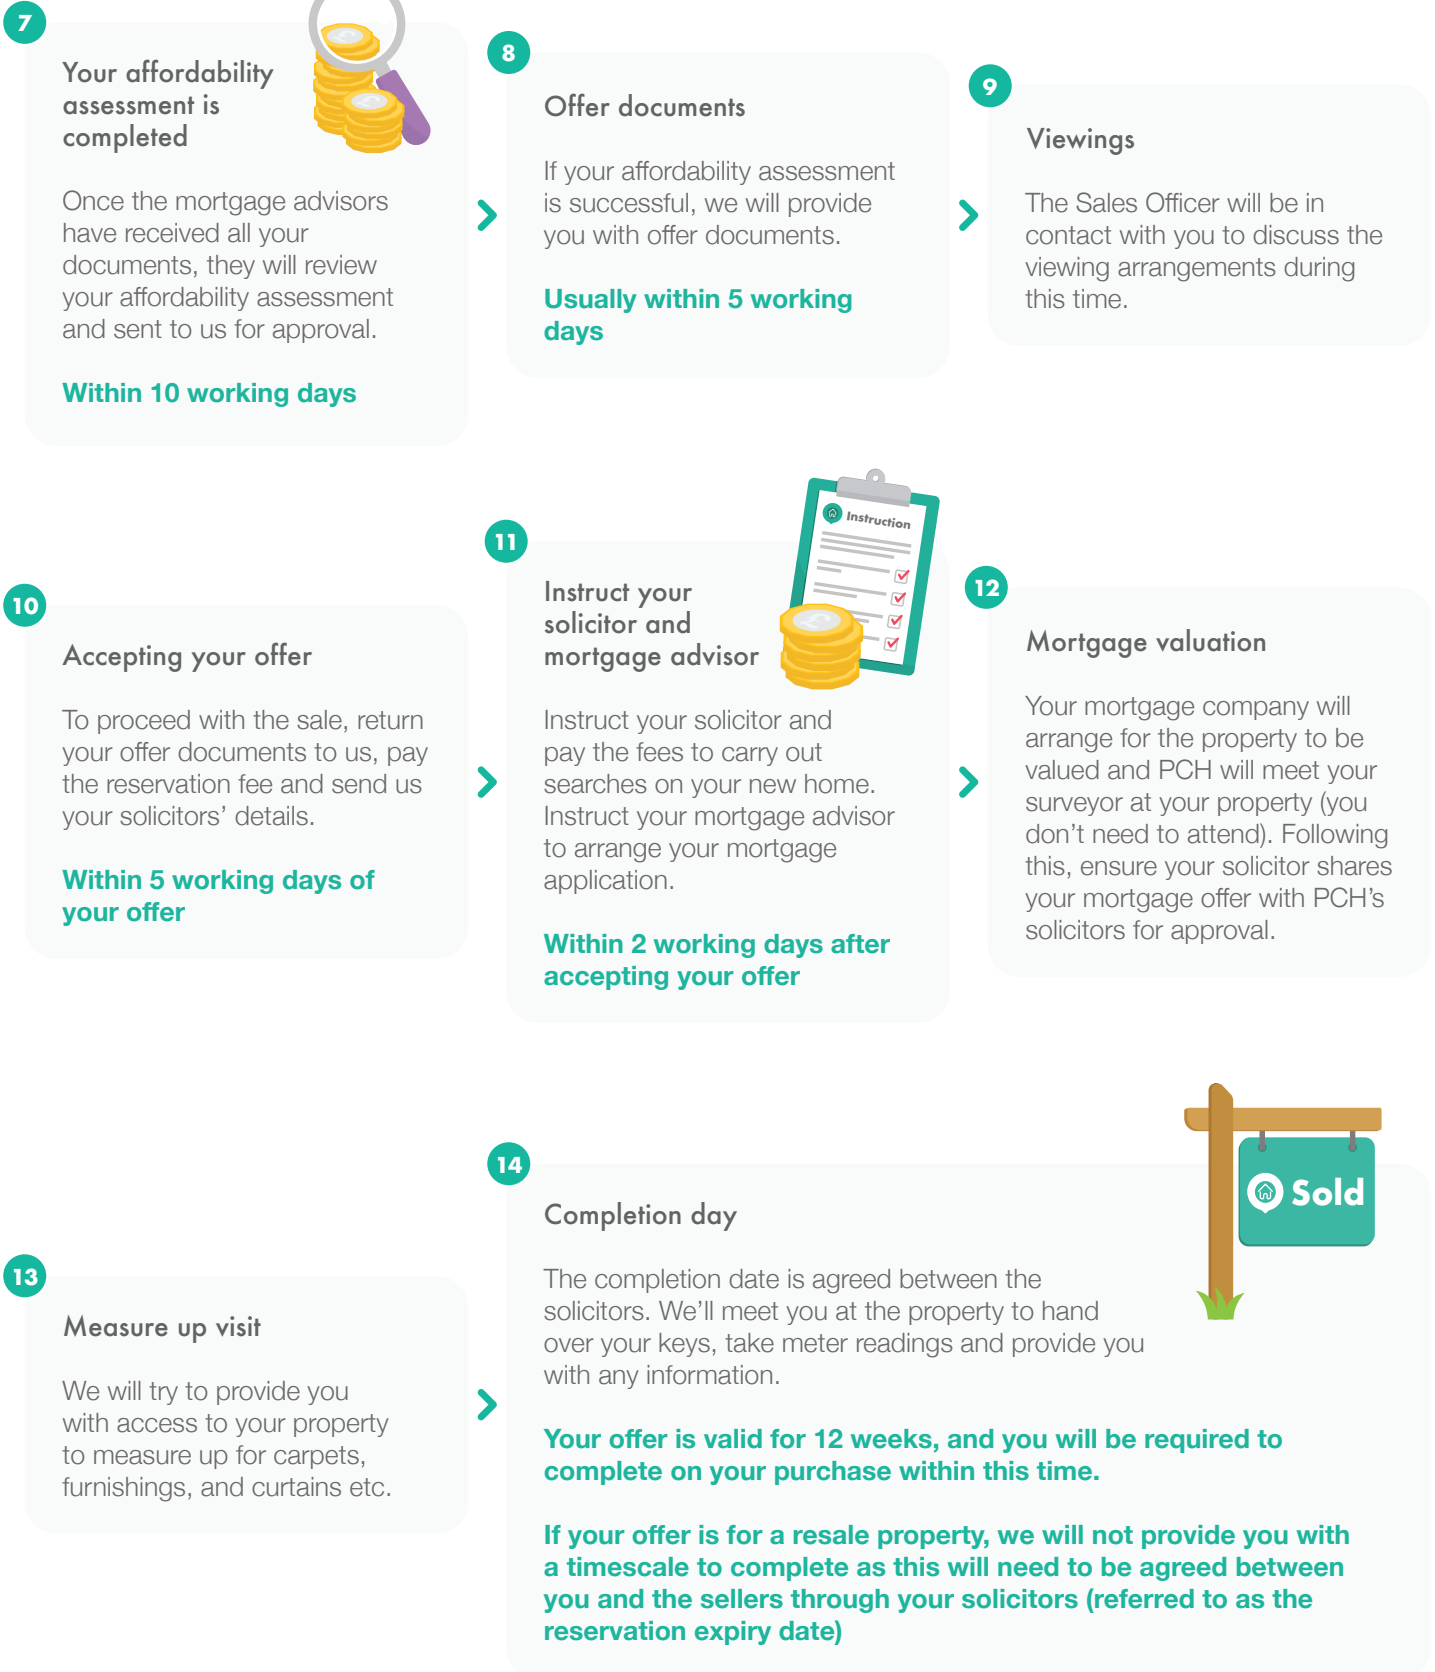 7
Your affordability
assessment is
completed
Once the mortgage advisors
have received all your
documents, they will review
your affordability assessment
and sent to us for approval.
Within 10 working days
8
Offer documents
If your affordability assessment
is successful, we will provide
you with offer documents.
Usually within 5 working
days
9
Viewings
The Sales Officer will be in
contact with you to discuss the
viewing arrangements during
this time.
10
Accepting your offer
To proceed with the sale, return
your offer documents to us, pay
the reservation fee and send us
your solicitors’ details.
Within 5 working days of
your offer
11
Instruction
Instruct your
solicitor and
mortgage advisor
Instruct your solicitor and
pay the fees to carry out
searches on your new home.
Instruct your mortgage advisor
to arrange your mortgage
application.
Within 2 working days after
accepting your offer
12
Mortgage valuation
Your mortgage company will
arrange for the property to be
valued and PCH will meet your
surveyor at your property (you
don’t need to attend). Following
this, ensure your solicitor shares
your mortgage offer with PCH’s
solicitors for approval.
13
Measure up visit
We will try to provide you
with access to your property
to measure up for carpets,
furnishings, and curtains etc.
14
Sold
Completion day
The completion date is agreed between the
solicitors. We’ll meet you at the property to hand
over your keys, take meter readings and provide you
with any information.
Your offer is valid for 12 weeks, and you will be required to
complete on your purchase within this time.
If your offer is for a resale property, we will not provide you with
a timescale to complete as this will need to be agreed between
you and the sellers through your solicitors (referred to as the
reservation expiry date)